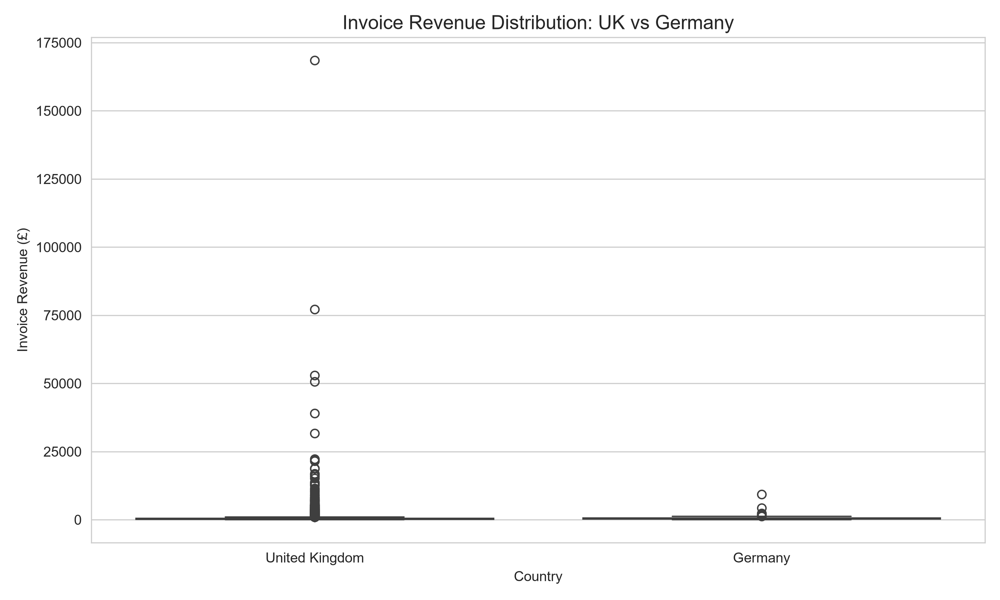 Invoice Revenue Distribution: UK vs Germany
175000
150000
125000
100000
75000
50000
25000
0
Invoice Revenue (£)
United Kingdom
Germany
Country